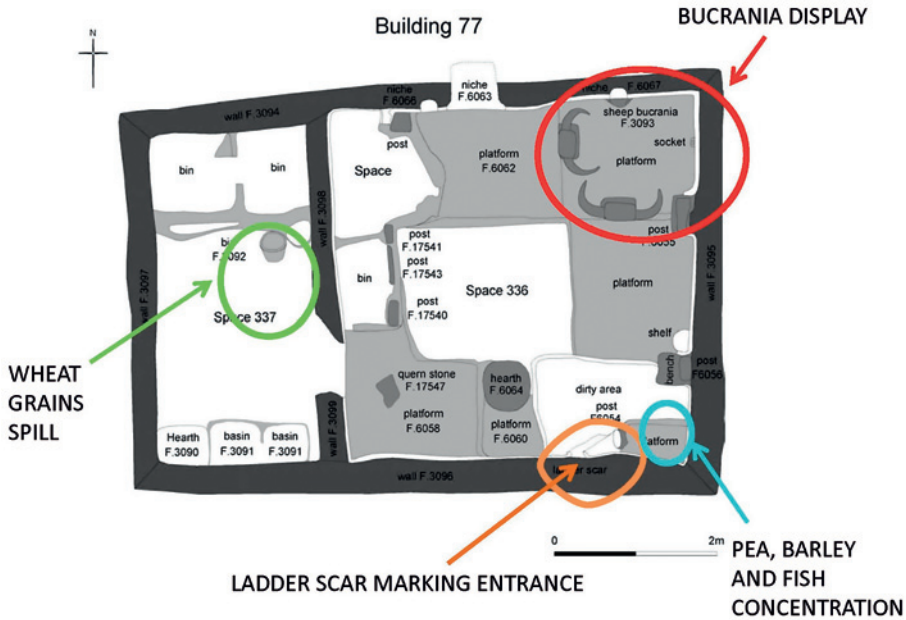 BUCRANIA DISPLAY
Building 77
N
niche
F.6063
niche
F.6066
niche F.6067
wall F.3094
sheep bucrania
F.3093
socket
platform
post
Space
platform
F.6062
bin
bin
wall F.3098
F.3092
post
F.17541
post
F.17543
post
F.17540
bin
Space 336
platform
wall F.3095
wall F.3097
Space 337
shelf
bench
post
F6056
WHEAT
GRAINS
SPILL
quern stone
F.17547
platform
F.6058
hearth
F.6064
platform
F.6060
dirty area
post
F6054
wall F.3099
Hearth
F.3090
basin
F.3091
basin
F.3091
wall F.3096
0
2m
LADDER SCAR MARKING ENTRANCE
PEA, BARLEY
AND FISH
CONCENTRATION